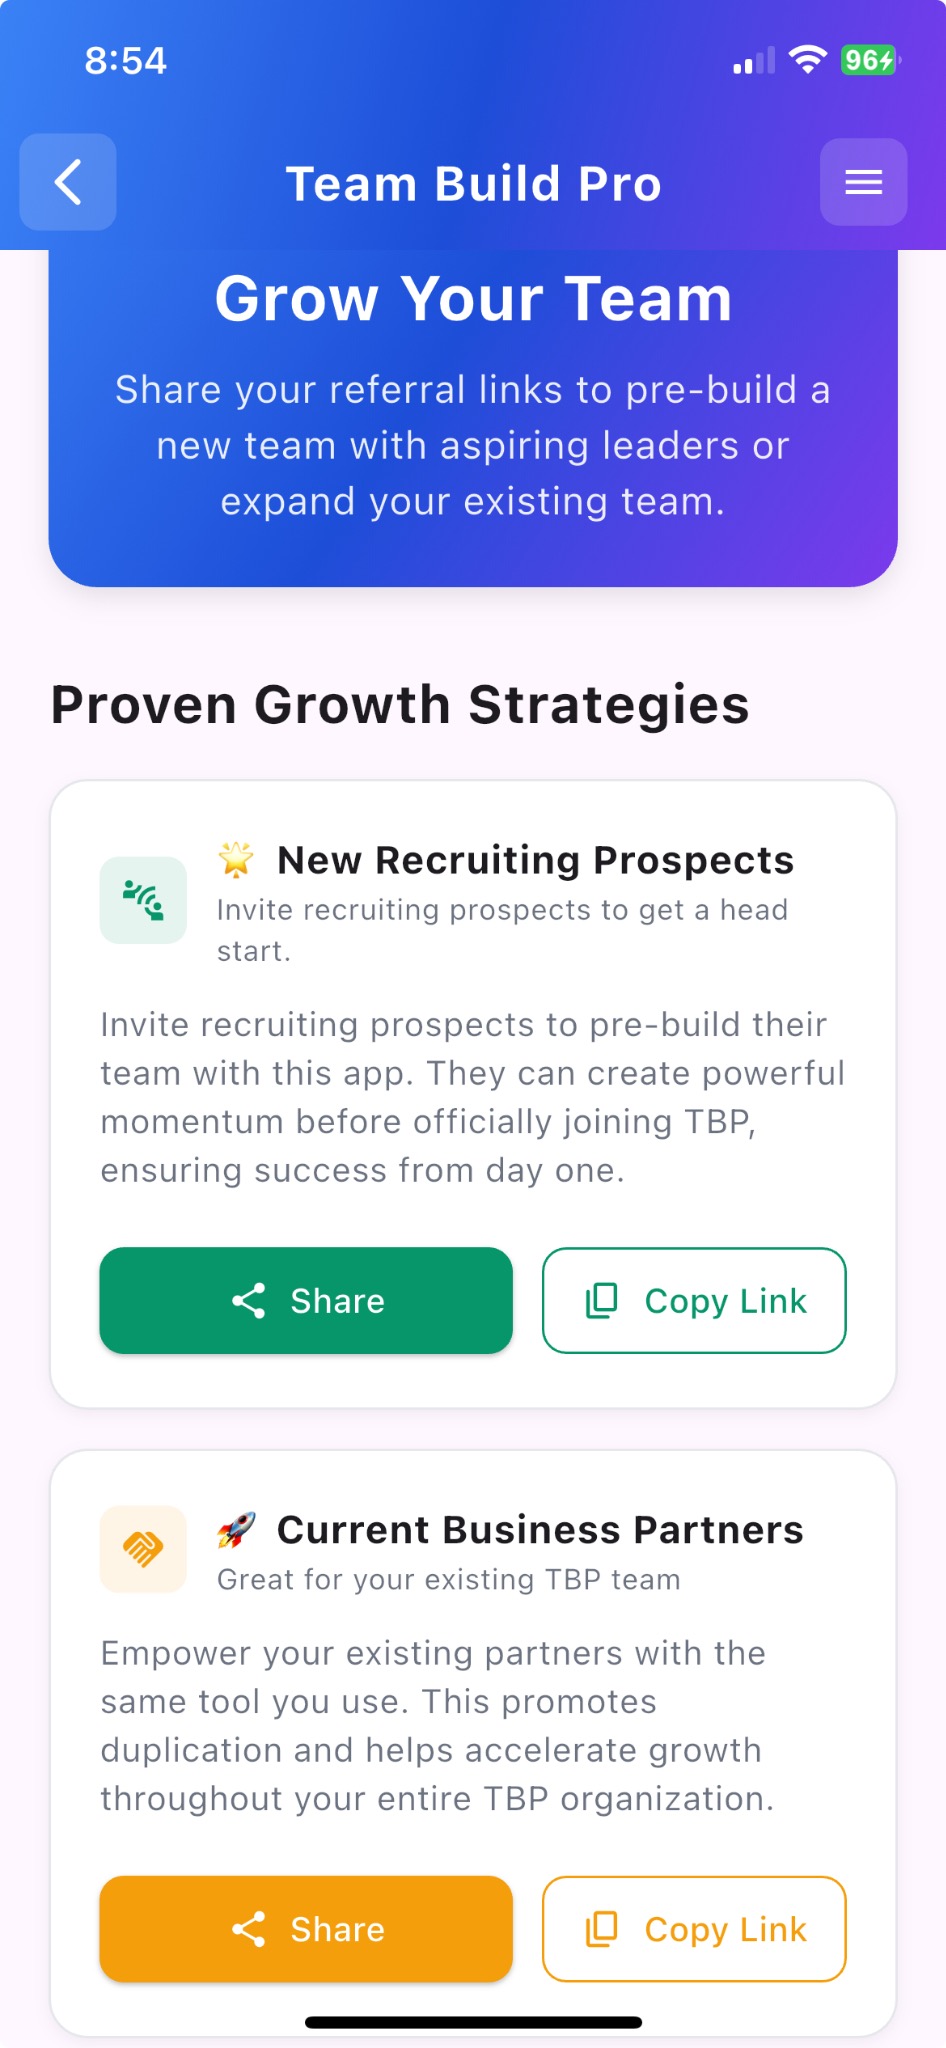 8:54
96
Team Build Pro
Grow Your Team
Share your referral links to pre-build a
new team with aspiring leaders or
expand your existing team.
Proven Growth Strategies
🌟 New Recruiting Prospects
Invite recruiting prospects to get a head
start.
Invite recruiting prospects to pre-build their
team with this app. They can create powerful
momentum before officially joining TBP,
ensuring success from day one.
Share
Copy Link
🚀 Current Business Partners
Great for your existing TBP team
Empower your existing partners with the
same tool you use. This promotes
duplication and helps accelerate growth
throughout your entire TBP organization.
Share
Copy Link